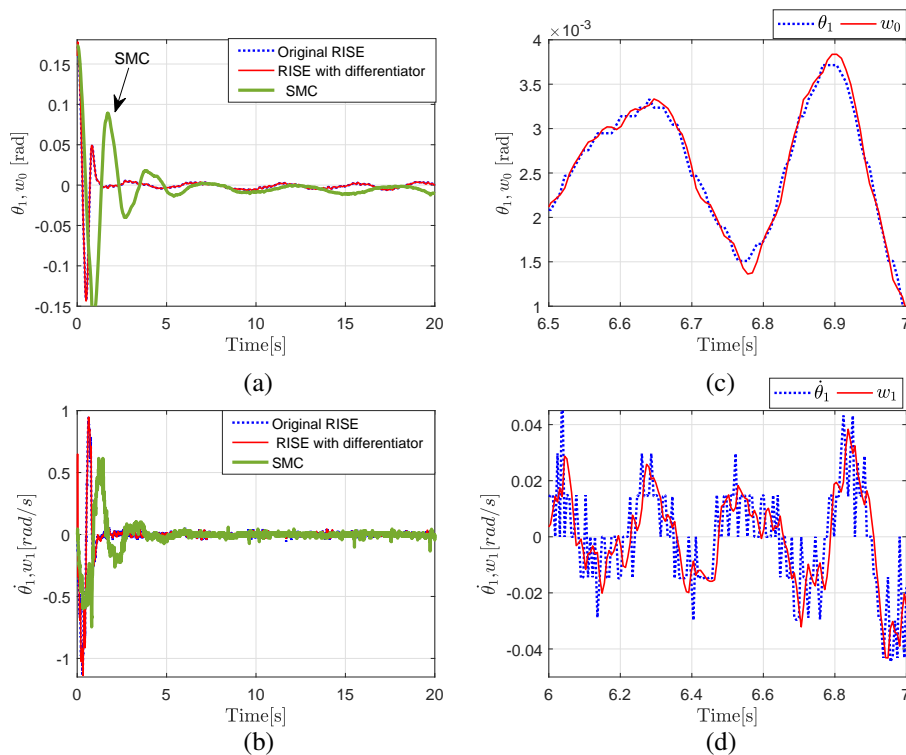 SMC
Original RISE
RISE with differentiator
SMC
0.15
0.1
0.05
0
-0.05
-0.1
-0.15
θ₁, w₀ [rad]
0 5 10 15 20
Time[s]
(a)
θ₁ w₀
×10⁻³
4
3.5
3
2.5
2
1.5
1
θ₁, w₀ [rad]
6.5 6.6 6.7 6.8 6.9 7
Time[s]
(c)
Original RISE
RISE with differentiator
SMC
1
0.5
0
-0.5
-1
θ̇₁, w₁[rad/s]
0 5 10 15 20
Time[s]
(b)
θ̇₁ w₁
0.04
0.02
0
-0.02
-0.04
θ̇₁, w₁[rad/s]
6 6.2 6.4 6.6 6.8 7
Time[s]
(d)